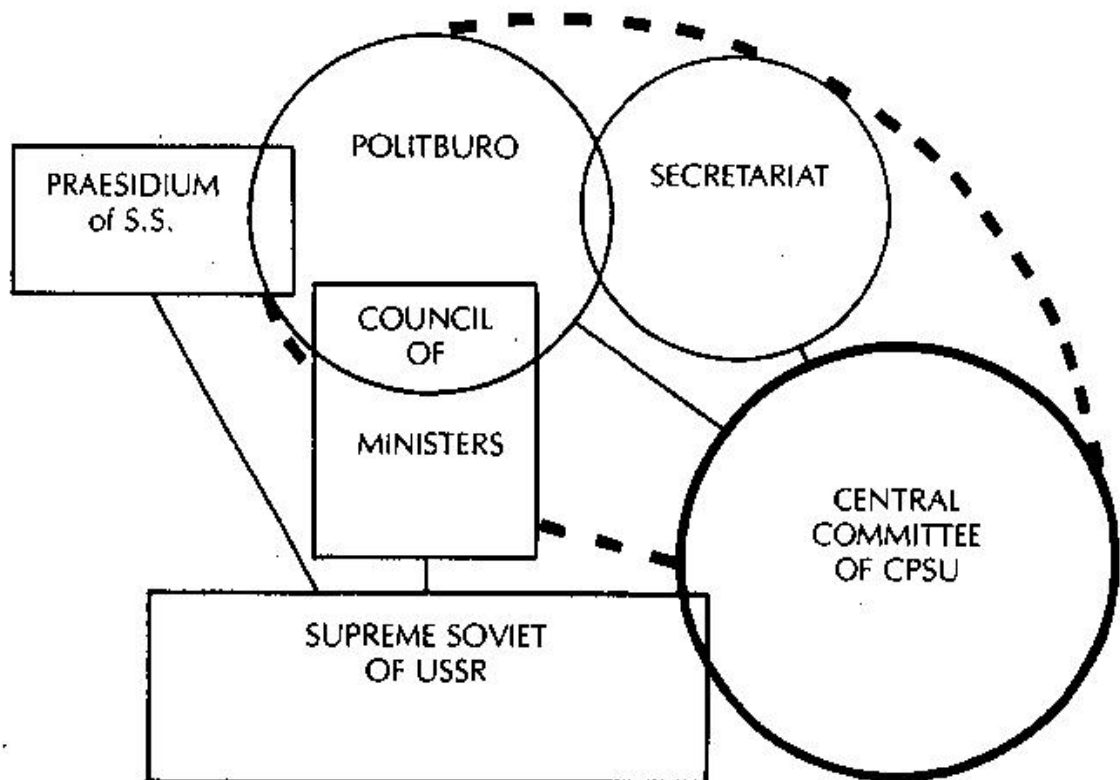 POLITBURO
SECRETARIAT
PRAESIDIUM
of S.S.
COUNCIL
OF
MINISTERS
CENTRAL
COMMITTEE
OF CPSU
SUPREME SOVIET
OF USSR